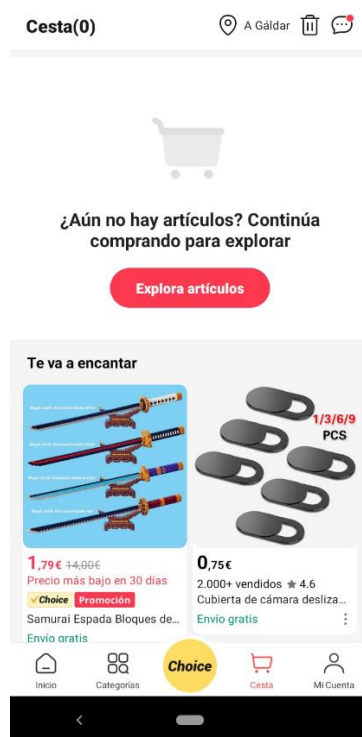 Cesta(0)
A Gáldar
¿Aún no hay artículos? Continúa
comprando para explorar
Explora artículos
Te va a encantar
1/3/6/9
PCS
1,79€ 14,00€
Precio más bajo en 30 días
Choice Promoción
Samurai Espada Bloques de...
Envío gratis
0,75€
2.000+ vendidos ★ 4.6
Cubierta de cámara desliza...
Envío gratis
Inicio
Categorías
Choice
Cesta
Mi Cuenta